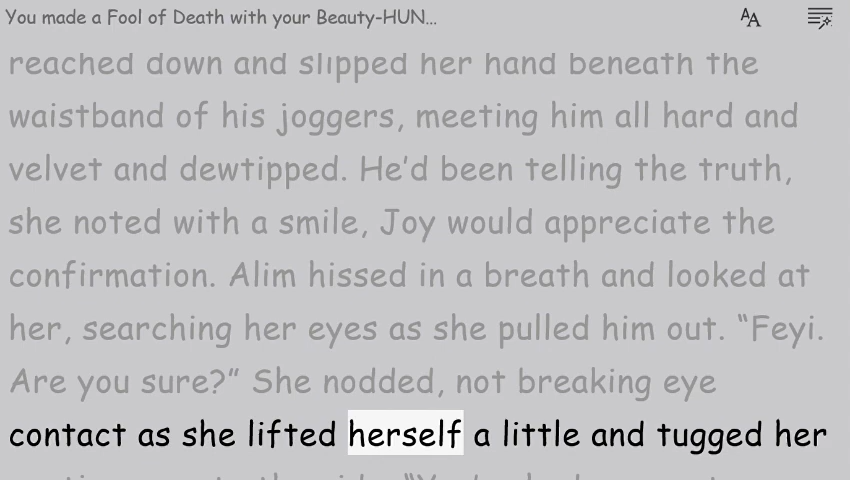 You made a Fool of Death with your Beauty-HUN...
AA
reached down and slipped her hand beneath the
waistband of his joggers, meeting him all hard and
velvet and dewtipped. He’d been telling the truth,
she noted with a smile, Joy would appreciate the
confirmation. Alim hissed in a breath and looked at
her, searching her eyes as she pulled him out. “Feyi.
Are you sure?” She nodded, not breaking eye
contact as she lifted herself a little and tugged her